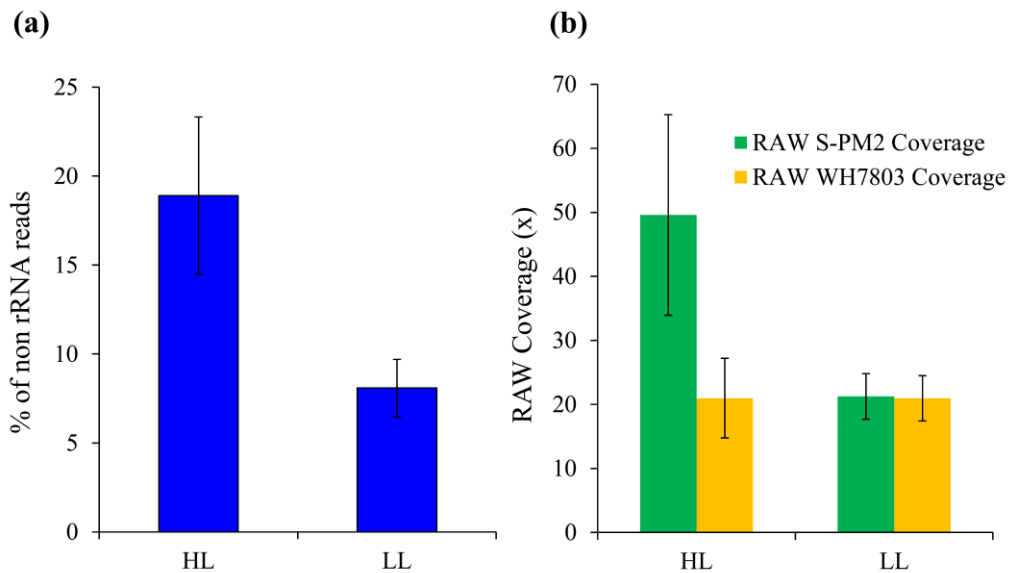 (a)
% of non rRNA reads
25
20
15
10
5
0
HL LL
(b)
RAW Coverage (x)
70
60
50
40
30
20
10
0
RAW S-PM2 Coverage
RAW WH7803 Coverage
HL LL